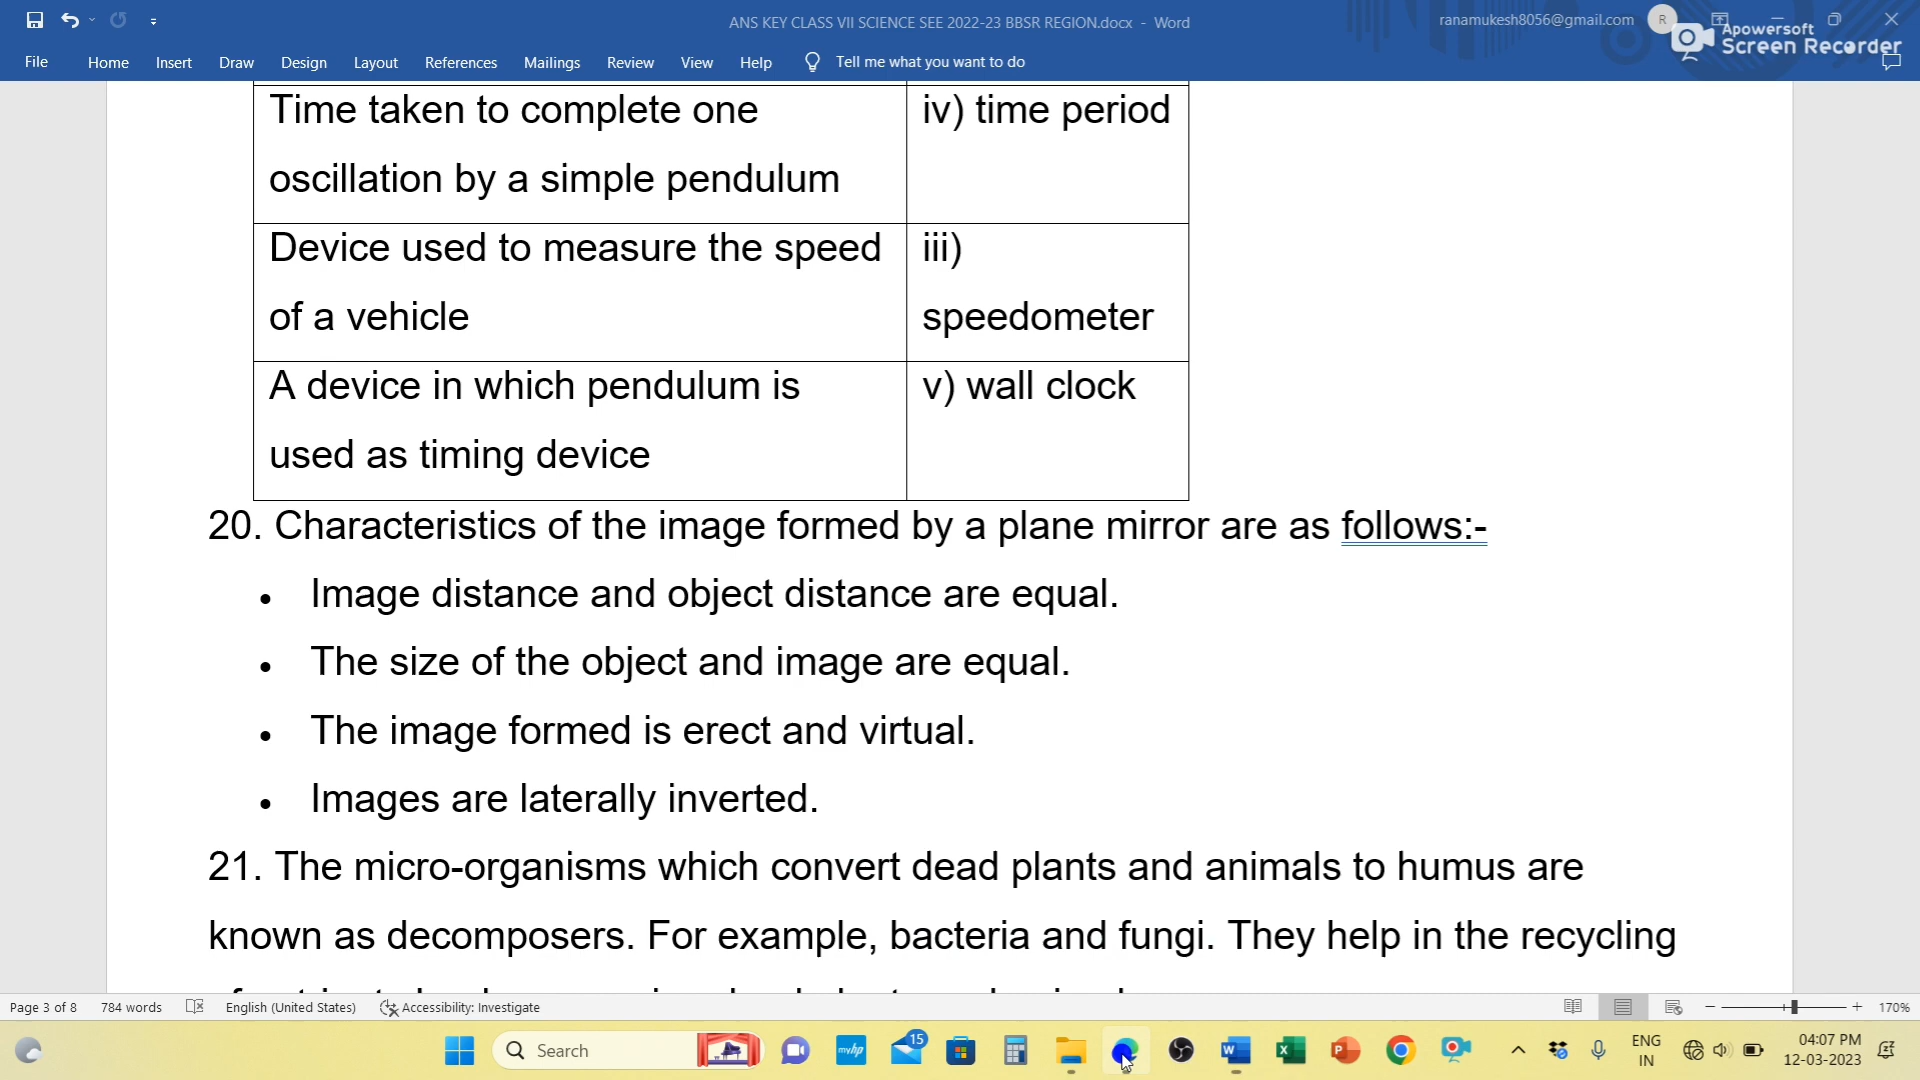 ANS KEY CLASS VII SCIENCE SEE 2022-23 BBSR REGION.docx - Word
ranamukesh8056@gmail.com
R
Apowersoft
Screen Recorder
File Home Insert Draw Design Layout References Mailings Review View Help Tell me what you want to do
Time taken to complete one
oscillation by a simple pendulum
iv) time period
Device used to measure the speed
of a vehicle
iii)
speedometer
A device in which pendulum is
used as timing device
v) wall clock
20. Characteristics of the image formed by a plane mirror are as follows:-
• Image distance and object distance are equal.
• The size of the object and image are equal.
• The image formed is erect and virtual.
• Images are laterally inverted.
21. The micro-organisms which convert dead plants and animals to humus are
known as decomposers. For example, bacteria and fungi. They help in the recycling
Page 3 of 8 784 words English (United States) Accessibility: Investigate 170%
Search
myhp
15
ENG
IN
04:07 PM
12-03-2023